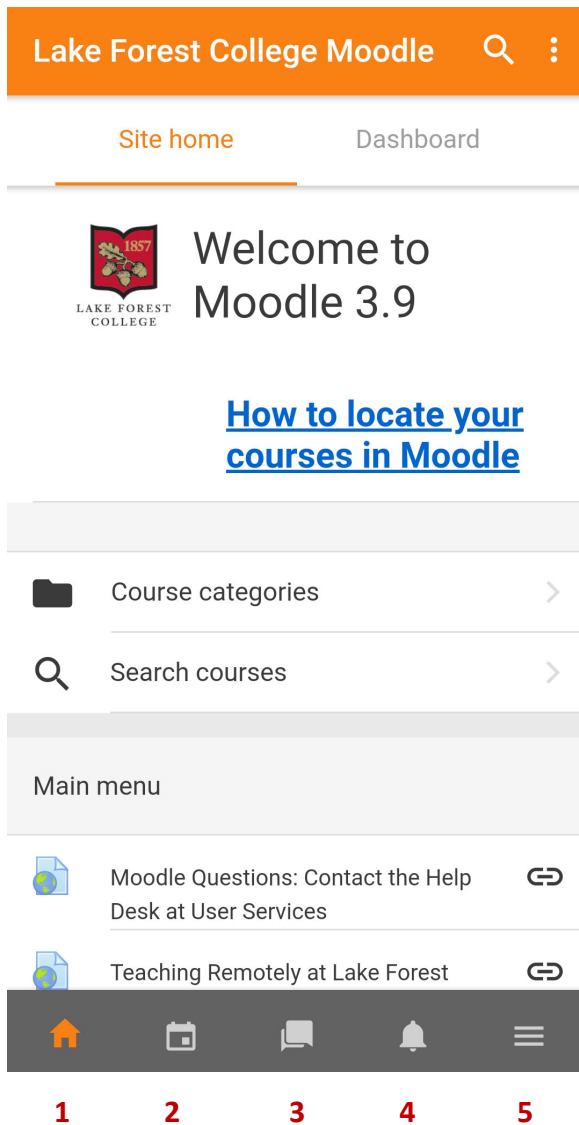 Lake Forest College Moodle
Site home Dashboard
1857
LAKE FOREST
COLLEGE
Welcome to
Moodle 3.9
How to locate your
courses in Moodle
Course categories
Search courses
Main menu
Moodle Questions: Contact the Help
Desk at User Services
Teaching Remotely at Lake Forest
1 2 3 4 5